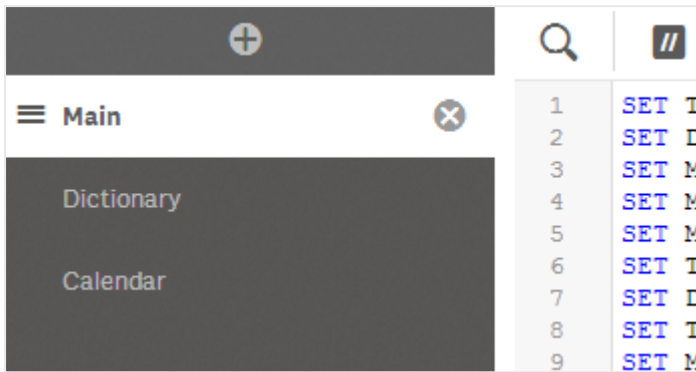 Main
Dictionary
Calendar
//
1 SET
2 SET
3 SET
4 SET
5 SET
6 SET
7 SET
8 SET
9 SET